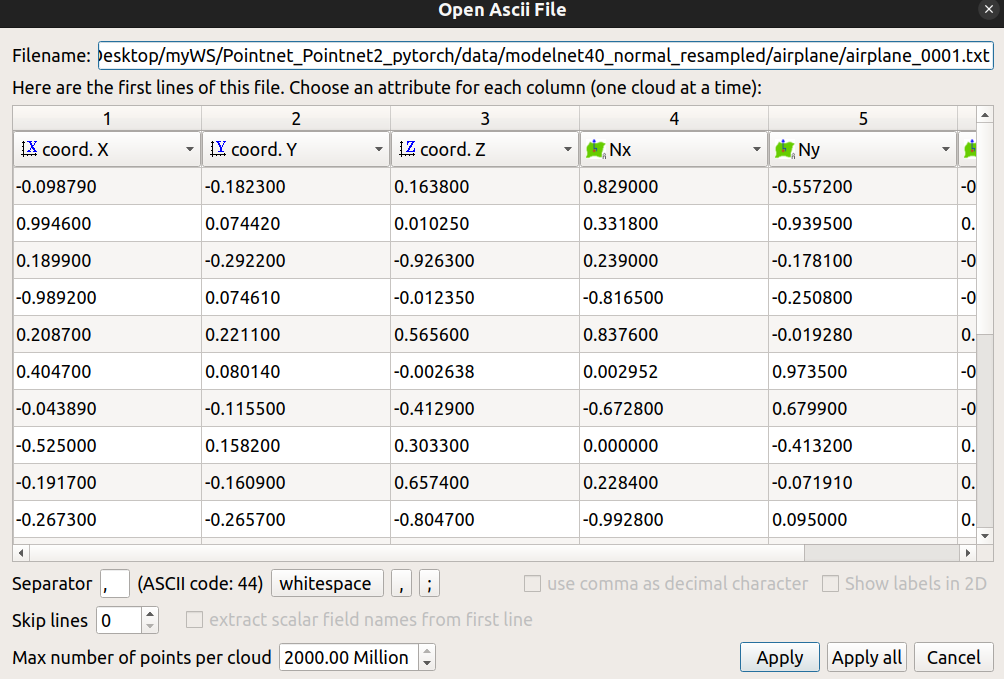 Open Ascii File
Filename: Desktop/myWS/Pointnet_Pointnet2_pytorch/data/modelnet40_normal_resampled/airplane/airplane_0001.txt
Here are the first lines of this file. Choose an attribute for each column (one cloud at a time):
1 2 3 4 5
X coord. X Y coord. Y Z coord. Z Nx Ny
-0.098790 -0.182300 0.163800 0.829000 -0.557200 -0
0.994600 0.074420 0.010250 0.331800 -0.939500 0.
0.189900 -0.292200 -0.926300 0.239000 -0.178100 -0
-0.989200 0.074610 -0.012350 -0.816500 -0.250800 -0
0.208700 0.221100 0.565600 0.837600 -0.019280 0.
0.404700 0.080140 -0.002638 0.002952 0.973500 -0
-0.043890 -0.115500 -0.412900 -0.672800 0.679900 -0
-0.525000 0.158200 0.303300 0.000000 -0.413200 0.
-0.191700 -0.160900 0.657400 0.228400 -0.071910 0.
-0.267300 -0.265700 -0.804700 -0.992800 0.095000 0.
Separator , (ASCII code: 44) whitespace , ; use comma as decimal character Show labels in 2D
Skip lines 0 extract scalar field names from first line
Max number of points per cloud 2000.00 Million Apply Apply all Cancel